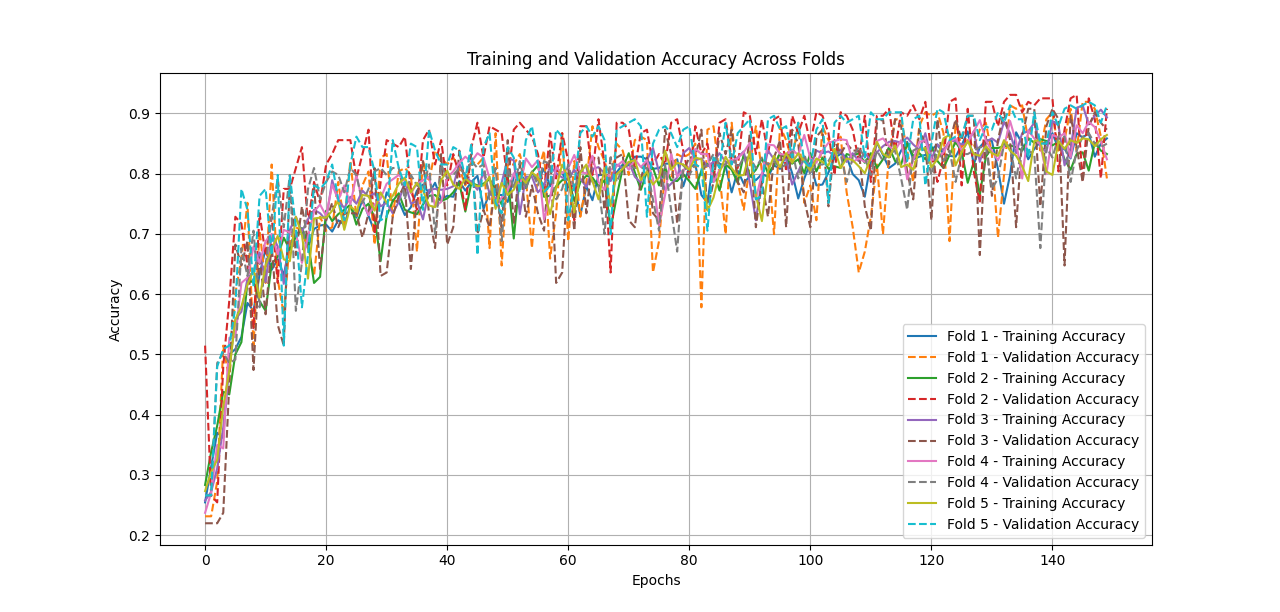 Training and Validation Accuracy Across Folds
Accuracy
0.9
0.8
0.7
0.6
0.5
0.4
0.3
0.2
Fold 1 - Training Accuracy
Fold 1 - Validation Accuracy
Fold 2 - Training Accuracy
Fold 2 - Validation Accuracy
Fold 3 - Training Accuracy
Fold 3 - Validation Accuracy
Fold 4 - Training Accuracy
Fold 4 - Validation Accuracy
Fold 5 - Training Accuracy
Fold 5 - Validation Accuracy
0 20 40 60 80 100 120 140
Epochs